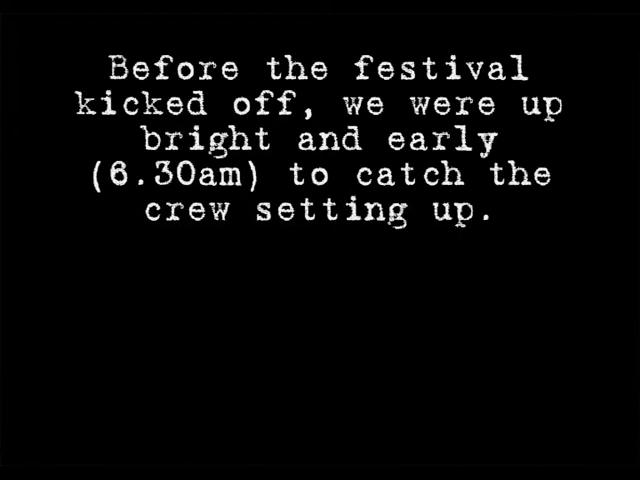 Before the festival
kicked off, we were up
bright and early
(6.30am) to catch the
crew setting up.